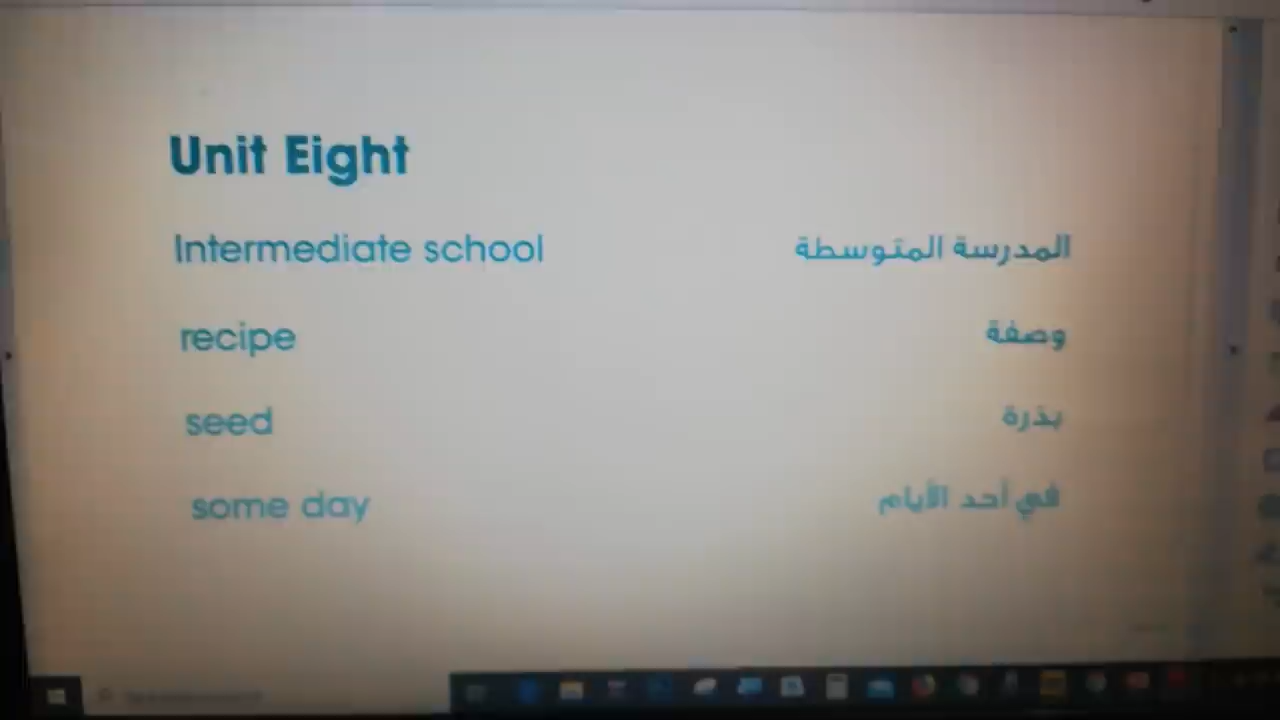 Unit Eight
Intermediate school المدرسة المتوسطة
recipe وصفة
seed بذرة
some day في أحد الأيام